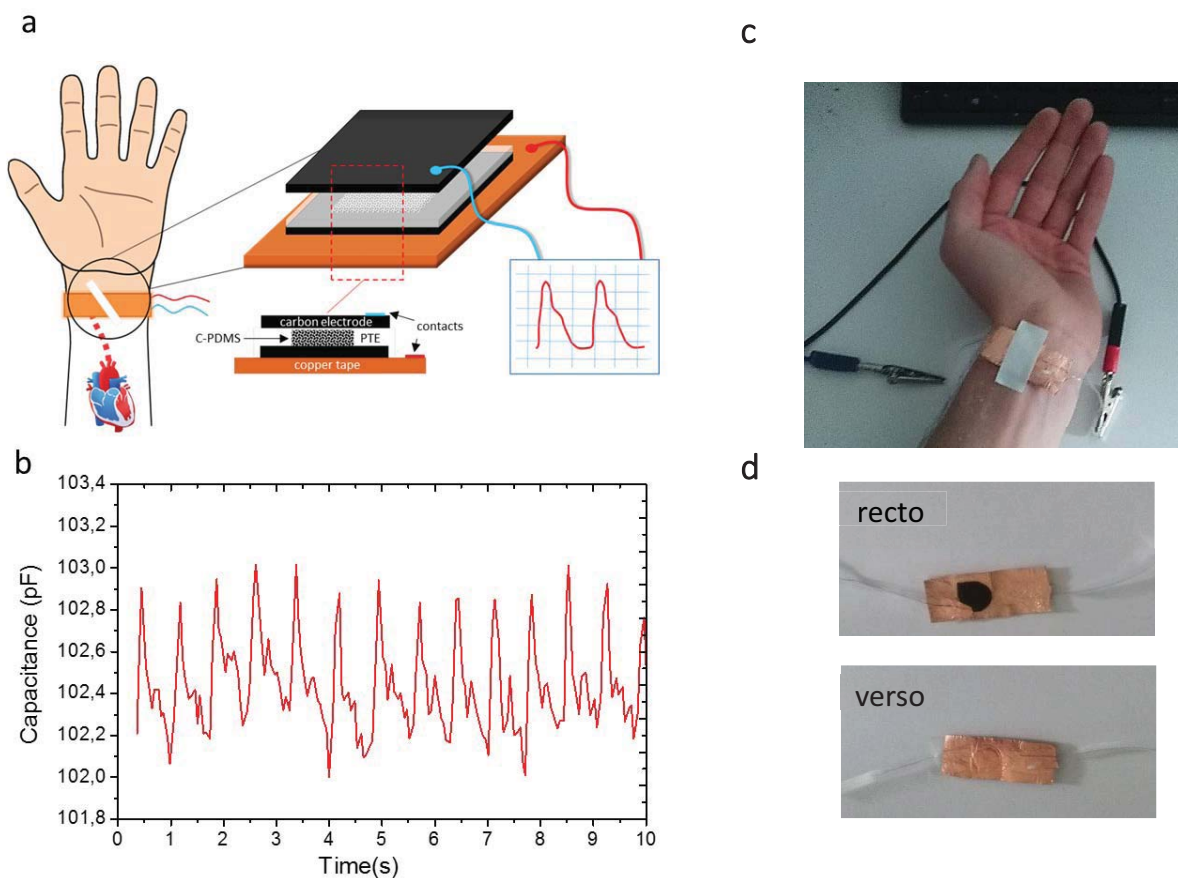 a
carbon electrode
contacts
C-PDMS
PTE
copper tape
b
103,4
103,2
103,0
102,8
102,6
102,4
102,2
102,0
101,8
Capacitance (pF)
0 1 2 3 4 5 6 7 8 9 10
Time(s)
c
d
recto
verso